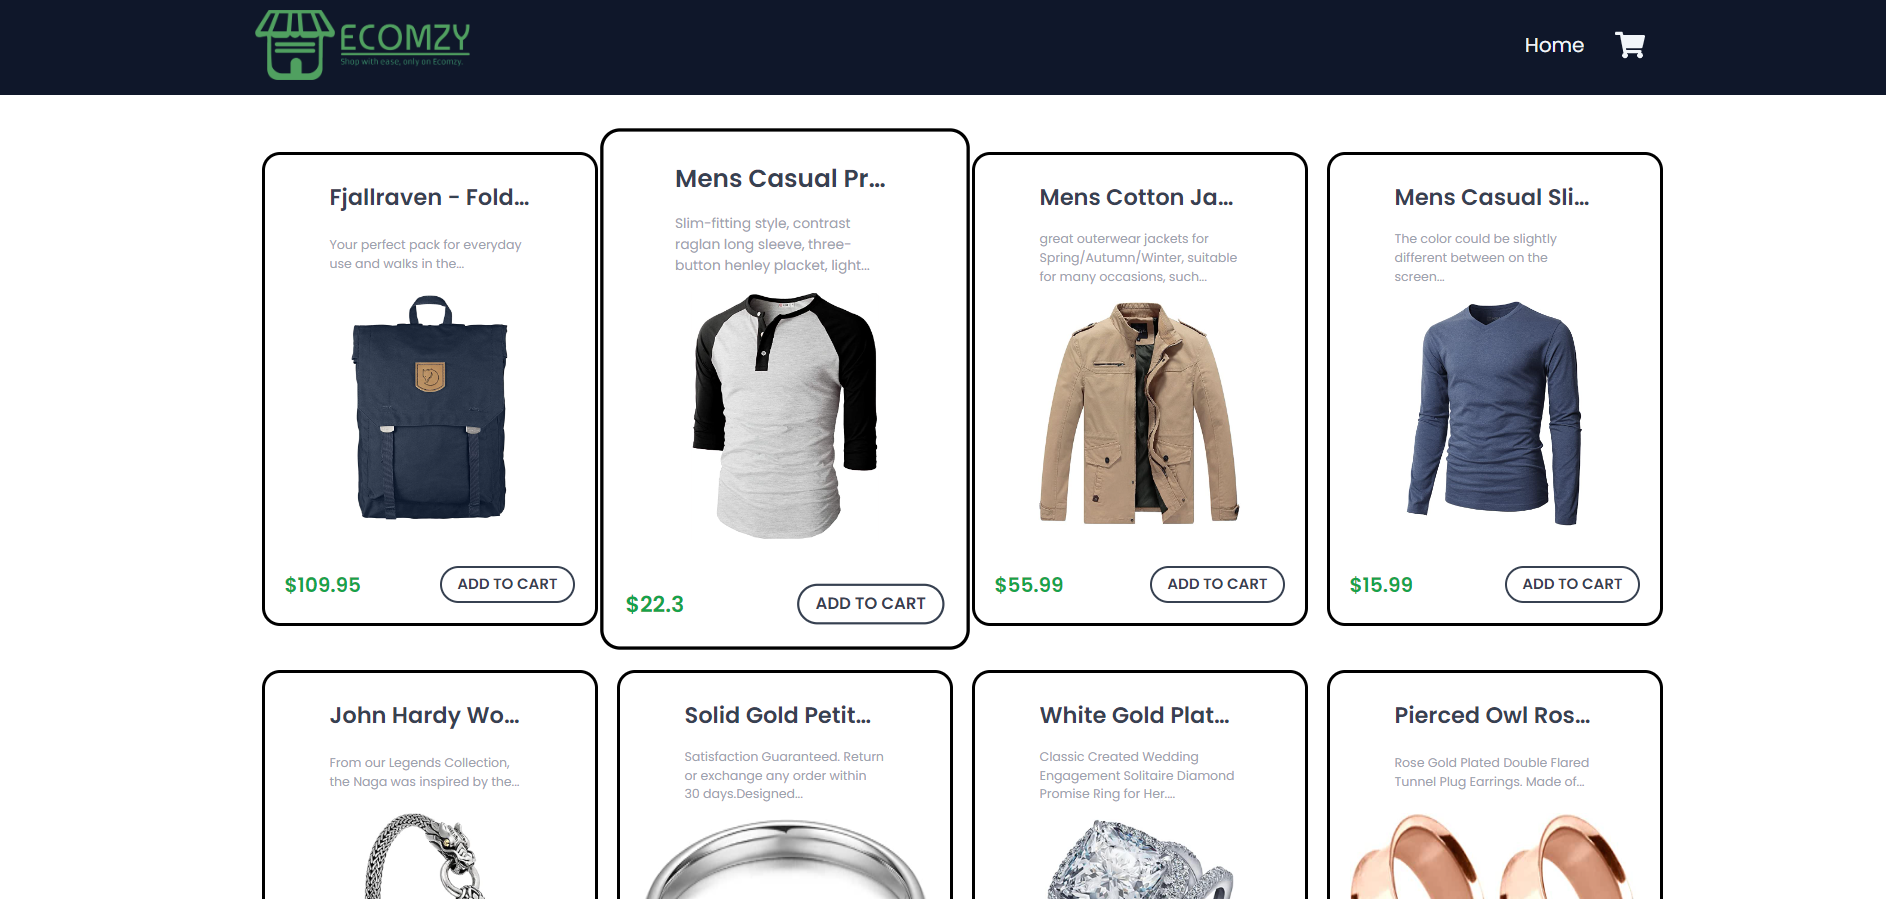 ECOMZY
Shop with ease, only on Ecomzy.
Home
Fjallraven - Fold...
Your perfect pack for everyday
use and walks in the...
$109.95
ADD TO CART
Mens Casual Pr...
Slim-fitting style, contrast
raglan long sleeve, three-
button henley placket, light...
$22.3
ADD TO CART
Mens Cotton Ja...
great outerwear jackets for
Spring/Autumn/Winter, suitable
for many occasions, such...
$55.99
ADD TO CART
Mens Casual Sli...
The color could be slightly
different between on the
screen...
$15.99
ADD TO CART
John Hardy Wo...
From our Legends Collection,
the Naga was inspired by the...
Solid Gold Petit...
Satisfaction Guaranteed. Return
or exchange any order within
30 days.Designed...
White Gold Plat...
Classic Created Wedding
Engagement Solitaire Diamond
Promise Ring for Her....
Pierced Owl Ros...
Rose Gold Plated Double Flared
Tunnel Plug Earrings. Made of...